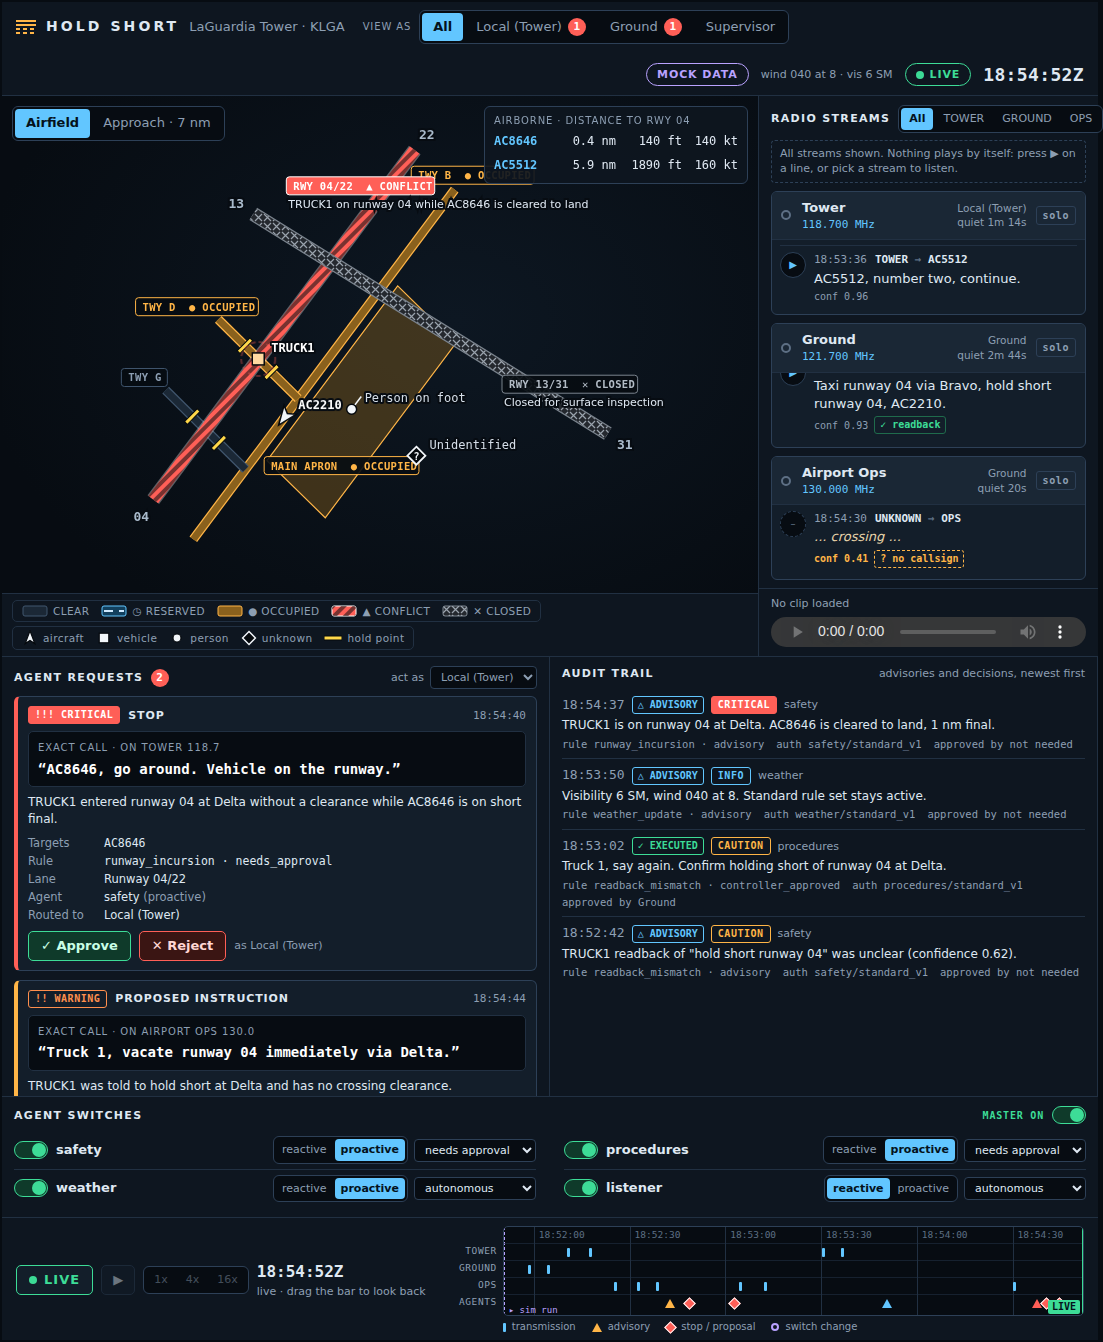 HOLD SHORT LaGuardia Tower · KLGA VIEW AS All Local (Tower) 1 Ground 1 Supervisor
MOCK DATA wind 040 at 8 · vis 6 SM ● LIVE 18:54:52Z
Airfield Approach · 7 nm
AIRBORNE · DISTANCE TO RWY 04
AC8646 0.4 nm 140 ft 140 kt
AC5512 5.9 nm 1890 ft 160 kt
22
TWY B ● OCCUPIED
RWY 04/22 ▲ CONFLICT
TRUCK1 on runway 04 while AC8646 is cleared to land
13
TWY D ● OCCUPIED
TRUCK1
TWY G
RWY 13/31 × CLOSED
Closed for surface inspection
Person on foot
AC2210
Unidentified
?
31
MAIN APRON ● OCCUPIED
04
CLEAR ◷ RESERVED ● OCCUPIED ▲ CONFLICT × CLOSED
aircraft vehicle person unknown hold point
RADIO STREAMS All TOWER GROUND OPS
All streams shown. Nothing plays by itself: press ▶ on
a line, or pick a stream to listen.
Tower Local (Tower)
118.700 MHz quiet 1m 14s solo
18:53:36 TOWER → AC5512
AC5512, number two, continue.
conf 0.96
Ground Ground
121.700 MHz quiet 2m 44s solo
Taxi runway 04 via Bravo, hold short
runway 04, AC2210.
conf 0.93 ✓ readback
Airport Ops Ground
130.000 MHz quiet 20s solo
18:54:30 UNKNOWN → OPS
... crossing ...
conf 0.41 ? no callsign
No clip loaded
0:00 / 0:00
AGENT REQUESTS 2 act as Local (Tower)
!!! CRITICAL STOP 18:54:40
EXACT CALL · ON TOWER 118.7
“AC8646, go around. Vehicle on the runway.”
TRUCK1 entered runway 04 at Delta without a clearance while AC8646 is on short
final.
Targets AC8646
Rule runway_incursion · needs_approval
Lane Runway 04/22
Agent safety (proactive)
Routed to Local (Tower)
✓ Approve ✕ Reject as Local (Tower)
!! WARNING PROPOSED INSTRUCTION 18:54:44
EXACT CALL · ON AIRPORT OPS 130.0
“Truck 1, vacate runway 04 immediately via Delta.”
TRUCK1 was told to hold short at Delta and has no crossing clearance.
AUDIT TRAIL advisories and decisions, newest first
18:54:37 △ ADVISORY CRITICAL safety
TRUCK1 is on runway 04 at Delta. AC8646 is cleared to land, 1 nm final.
rule runway_incursion · advisory auth safety/standard_v1 approved by not needed
18:53:50 △ ADVISORY INFO weather
Visibility 6 SM, wind 040 at 8. Standard rule set stays active.
rule weather_update · advisory auth weather/standard_v1 approved by not needed
18:53:02 ✓ EXECUTED CAUTION procedures
Truck 1, say again. Confirm holding short of runway 04 at Delta.
rule readback_mismatch · controller_approved auth procedures/standard_v1
approved by Ground
18:52:42 △ ADVISORY CAUTION safety
TRUCK1 readback of "hold short runway 04" was unclear (confidence 0.62).
rule readback_mismatch · advisory auth safety/standard_v1 approved by not needed
AGENT SWITCHES MASTER ON
safety reactive proactive needs approval
procedures reactive proactive needs approval
weather reactive proactive autonomous
listener reactive proactive autonomous
● LIVE ▶ 1x 4x 16x 18:54:52Z
live · drag the bar to look back
18:52:00 18:52:30 18:53:00 18:53:30 18:54:00 18:54:30
TOWER
GROUND
OPS
AGENTS
▸ sim run LIVE
transmission advisory stop / proposal switch change